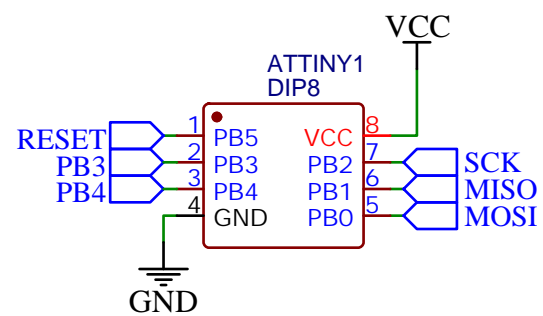 VCC
ATTINY1
DIP8
RESET 1 PB5 VCC 8
PB3 2 PB3 PB2 7 SCK
PB4 3 PB4 PB1 6 MISO
4 GND PB0 5 MOSI
GND